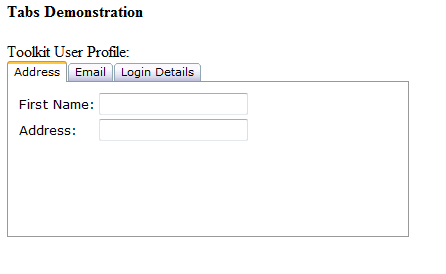 Tabs Demonstration
Toolkit User Profile:
Address Email Login Details
First Name:
Address: